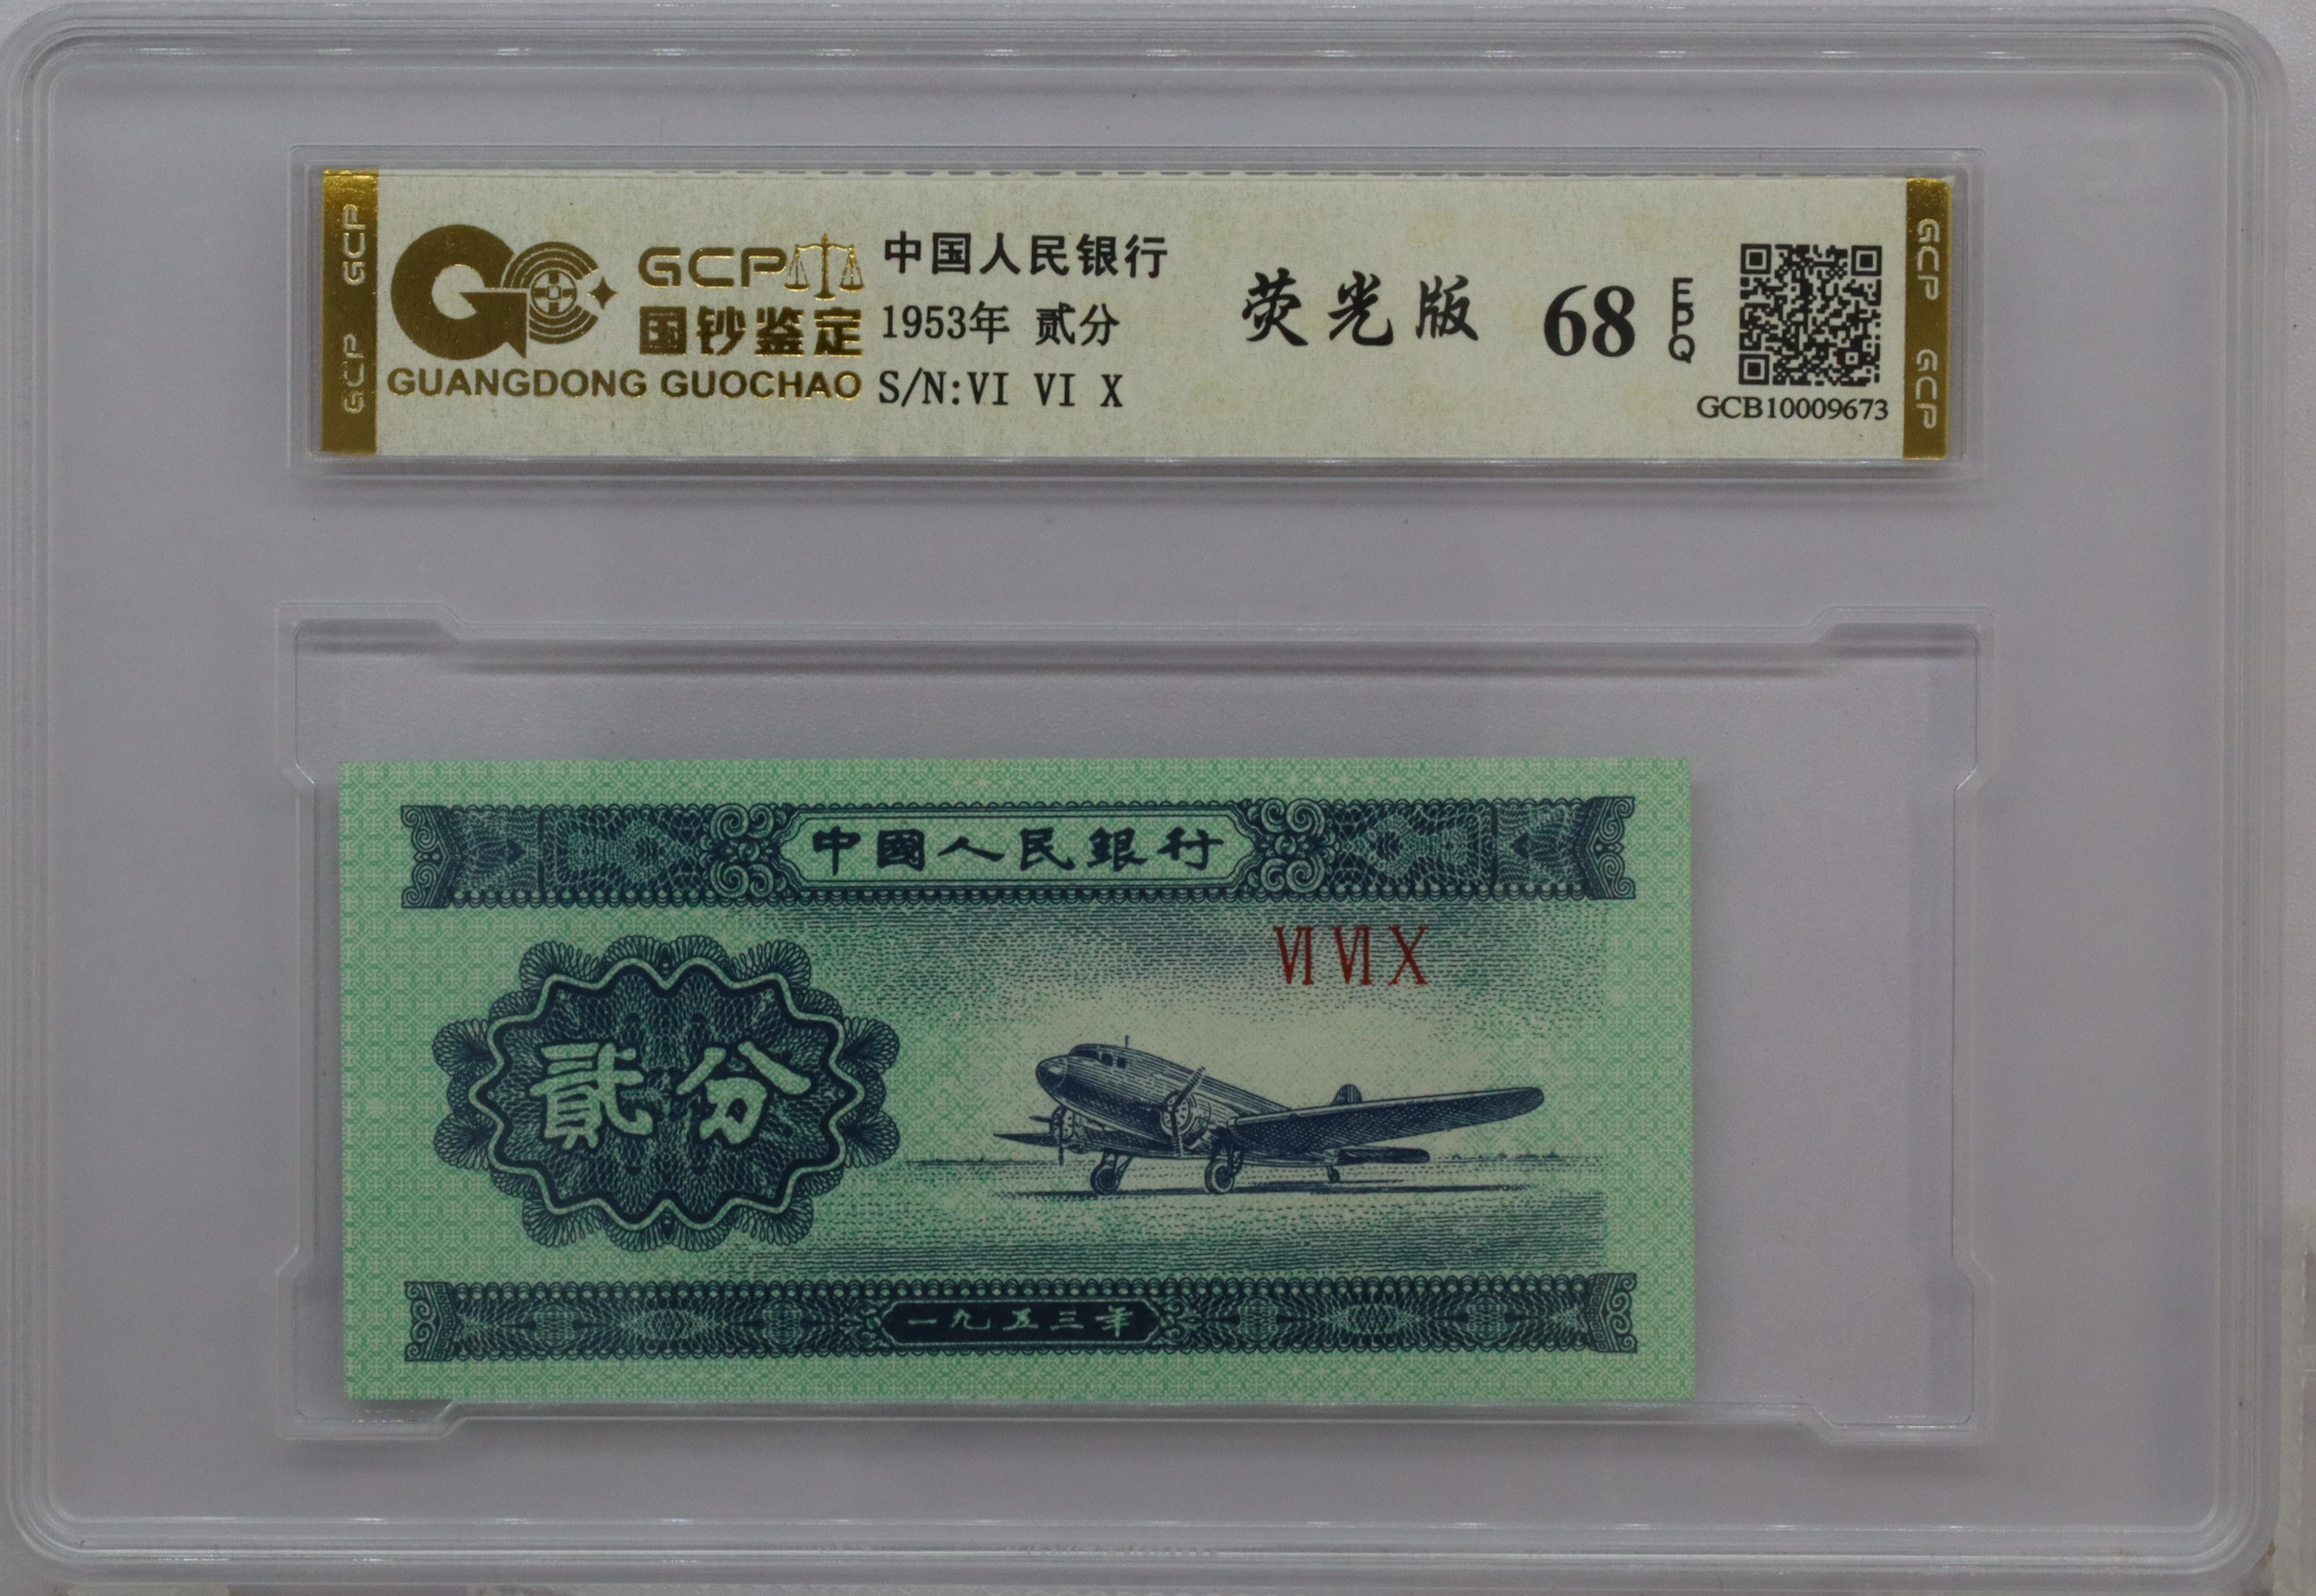 GCP GCP
GCP
国钞鉴定
GUANGDONG GUOCHAO
中国人民银行
1953年 贰分
S/N:VI VI X
荧光版
68
EPQ
GCB10009673
GCP GCP
中國人民銀行
VI VI X
貳分
一九五三年